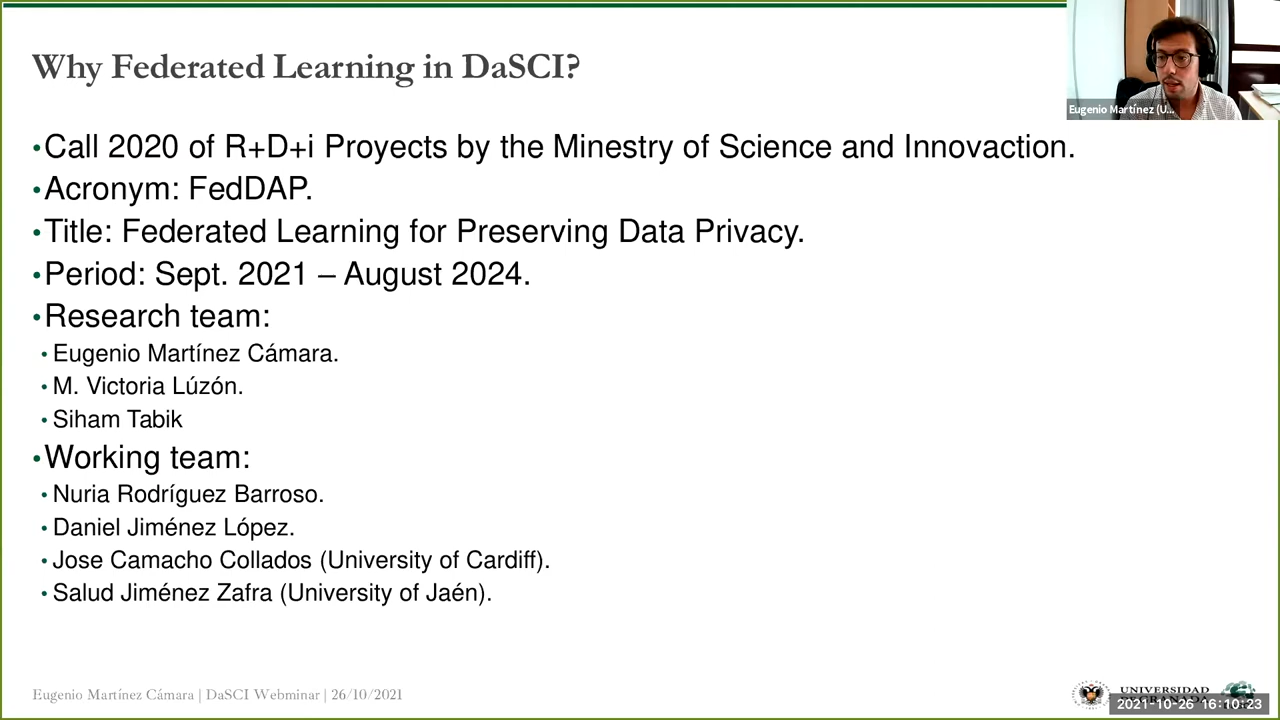 Why Federated Learning in DaSCI?
Eugenio Martínez (U...
•Call 2020 of R+D+i Proyects by the Minestry of Science and Innovaction.
•Acronym: FedDAP.
•Title: Federated Learning for Preserving Data Privacy.
•Period: Sept. 2021 – August 2024.
•Research team:
•Eugenio Martínez Cámara.
•M. Victoria Lúzón.
•Siham Tabik
•Working team:
•Nuria Rodríguez Barroso.
•Daniel Jiménez López.
•Jose Camacho Collados (University of Cardiff).
•Salud Jiménez Zafra (University of Jaén).
Eugenio Martínez Cámara | DaSCI Webminar | 26/10/2021
UNIVERSIDAD
2021-10-26 16:10:23